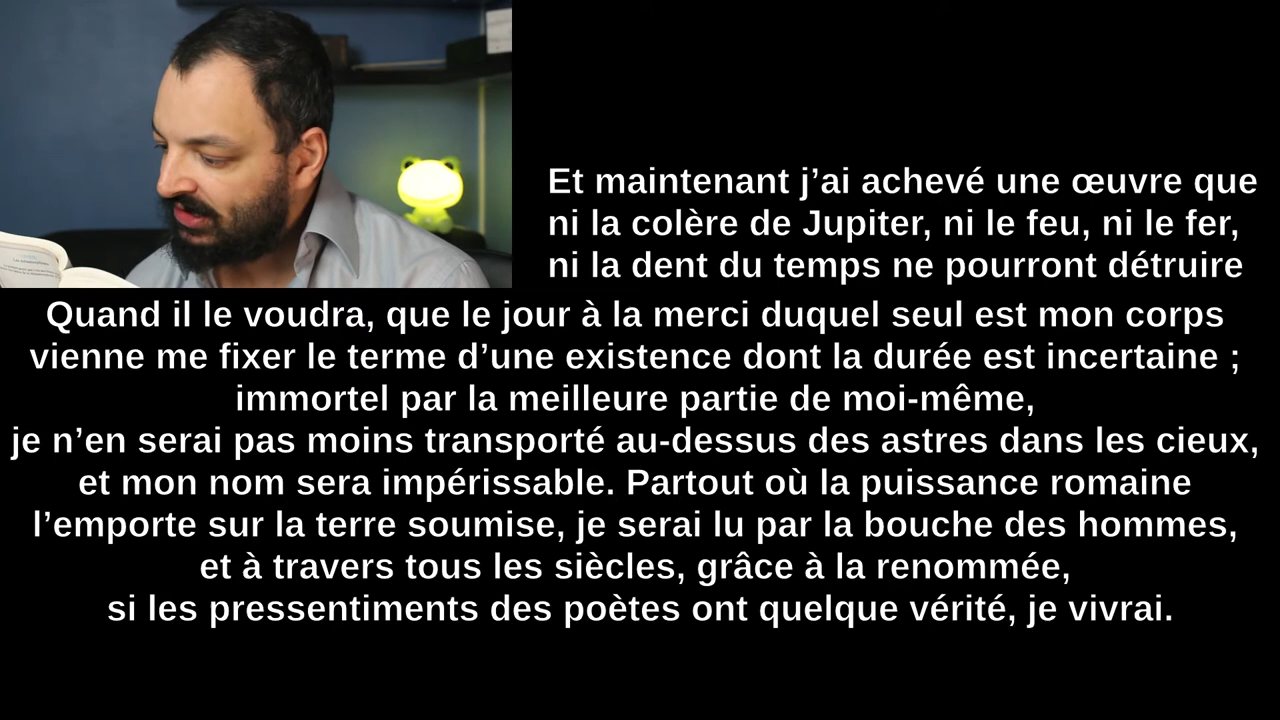 Et maintenant j’ai achevé une œuvre que
ni la colère de Jupiter, ni le feu, ni le fer,
ni la dent du temps ne pourront détruire
Quand il le voudra, que le jour à la merci duquel seul est mon corps
vienne me fixer le terme d’une existence dont la durée est incertaine ;
immortel par la meilleure partie de moi-même,
je n’en serai pas moins transporté au-dessus des astres dans les cieux,
et mon nom sera impérissable. Partout où la puissance romaine
l’emporte sur la terre soumise, je serai lu par la bouche des hommes,
et à travers tous les siècles, grâce à la renommée,
si les pressentiments des poètes ont quelque vérité, je vivrai.